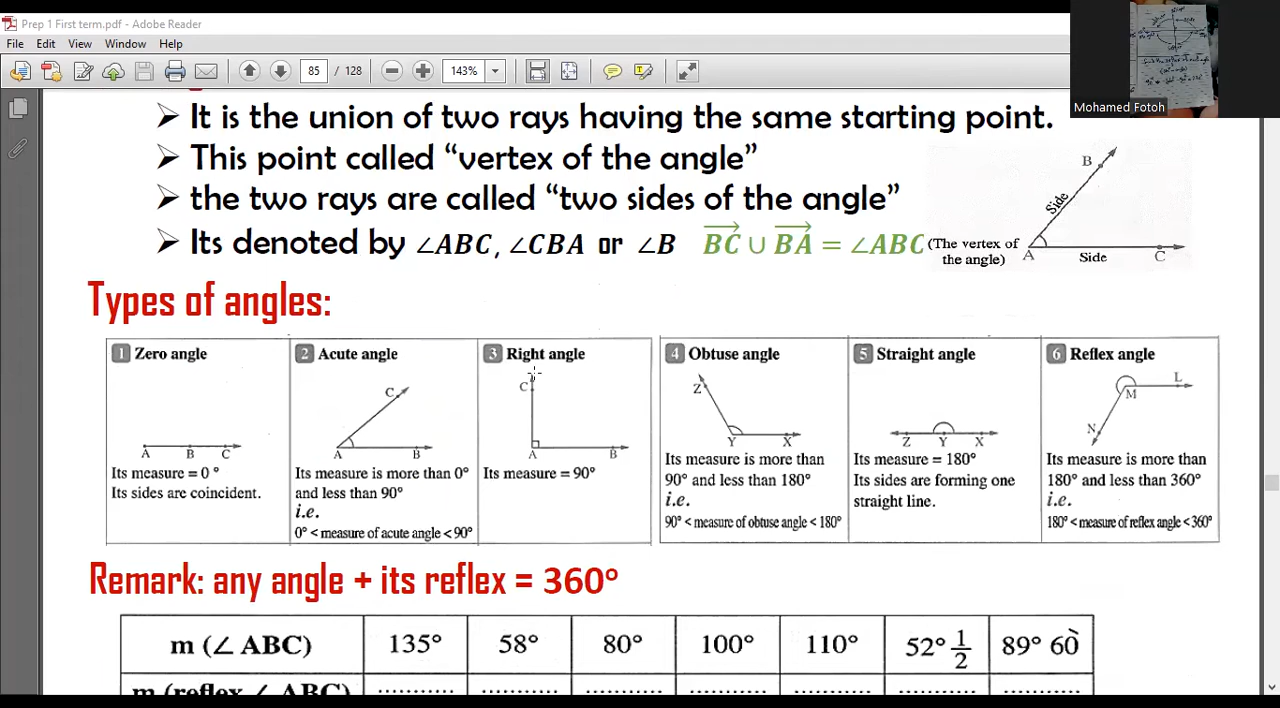 Prep 1 First term.pdf - Adobe Reader
File Edit View Window Help
85 / 128 143%
Mohamed Fotoh
➢ It is the union of two rays having the same starting point.
➢ This point called “vertex of the angle”
➢ the two rays are called “two sides of the angle”
➢ Its denoted by ∠ABC, ∠CBA or ∠B BC ∪ BA = ∠ABC
B
Side
(The vertex of
the angle)
A
Side
C
Types of angles:
1 Zero angle
A B C
Its measure = 0°
Its sides are coincident.
2 Acute angle
C
A B
Its measure is more than 0°
and less than 90°
i.e.
0° < measure of acute angle < 90°
3 Right angle
C
A B
Its measure = 90°
4 Obtuse angle
Z
Y X
Its measure is more than
90° and less than 180°
i.e.
90° < measure of obtuse angle < 180°
5 Straight angle
Z Y X
Its measure = 180°
Its sides are forming one
straight line.
6 Reflex angle
L
M
N
Its measure is more than
180° and less than 360°
i.e.
180° < measure of reflex angle < 360°
Remark: any angle + its reflex = 360°
m (∠ ABC) 135° 58° 80° 100° 110° 52° 1/2 89° 60̀
m (reflex ∠ ABC) .......... .......... .......... .......... .......... .......... ..........